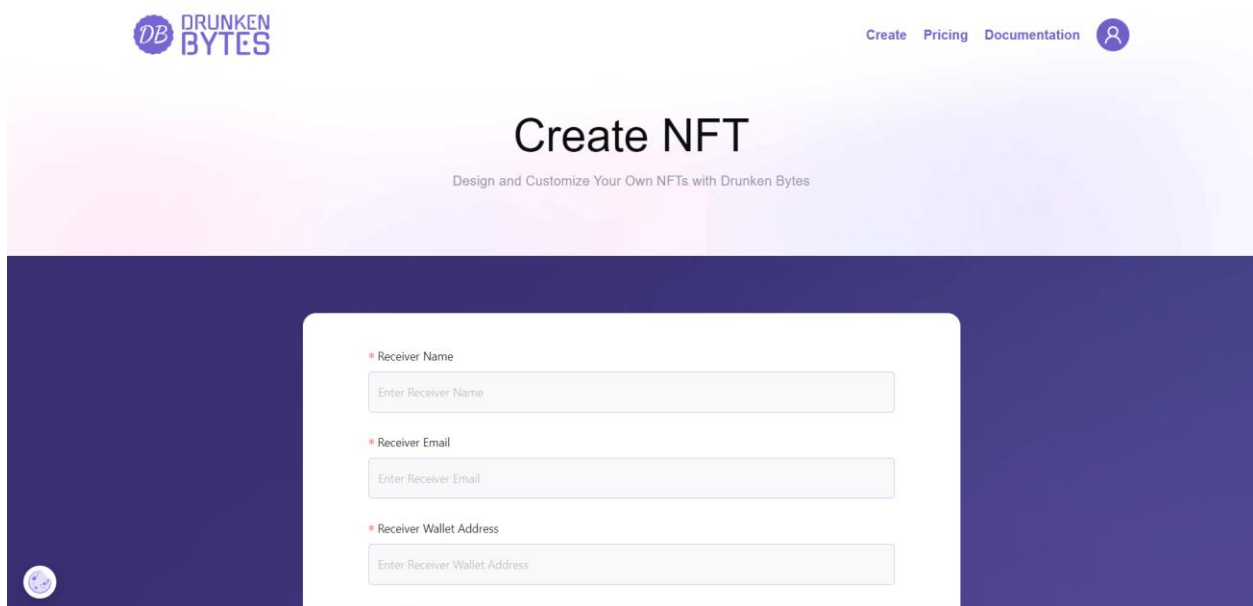 DB DRUNKEN BYTES
Create Pricing Documentation
Create NFT
Design and Customize Your Own NFTs with Drunken Bytes
* Receiver Name
Enter Receiver Name
* Receiver Email
Enter Receiver Email
* Receiver Wallet Address
Enter Receiver Wallet Address